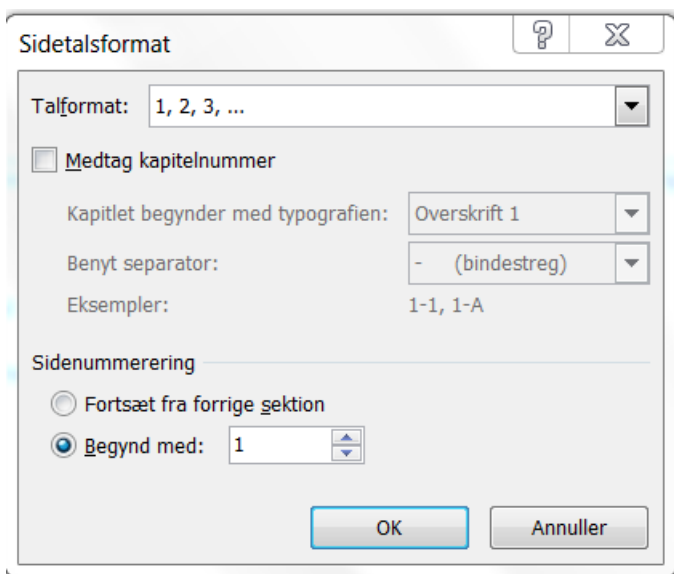 Sidetalsformat
Talformat: 1, 2, 3, ...
Medtag kapitelnummer
Kapitlet begynder med typografien: Overskrift 1
Benyt separator: - (bindestreg)
Eksempler: 1-1, 1-A
Sidenummerering
Fortsæt fra forrige sektion
Begynd med: 1
OK Annuller